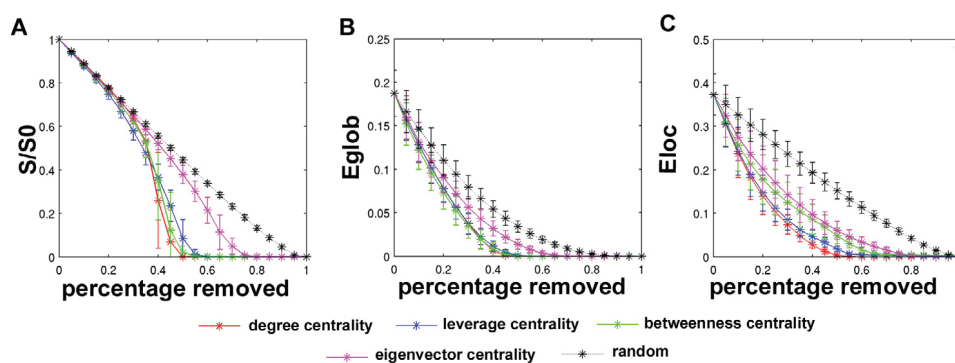 A
B
C
1
0.8
0.6
0.4
0.2
0
0 0.2 0.4 0.6 0.8 1
S/S0
percentage removed
0.25
0.2
0.15
0.1
0.05
0
0 0.2 0.4 0.6 0.8 1
Eglob
percentage removed
0.5
0.4
0.3
0.2
0.1
0
0 0.2 0.4 0.6 0.8
Eloc
percentage removed
degree centrality leverage centrality betweenness centrality
eigenvector centrality random